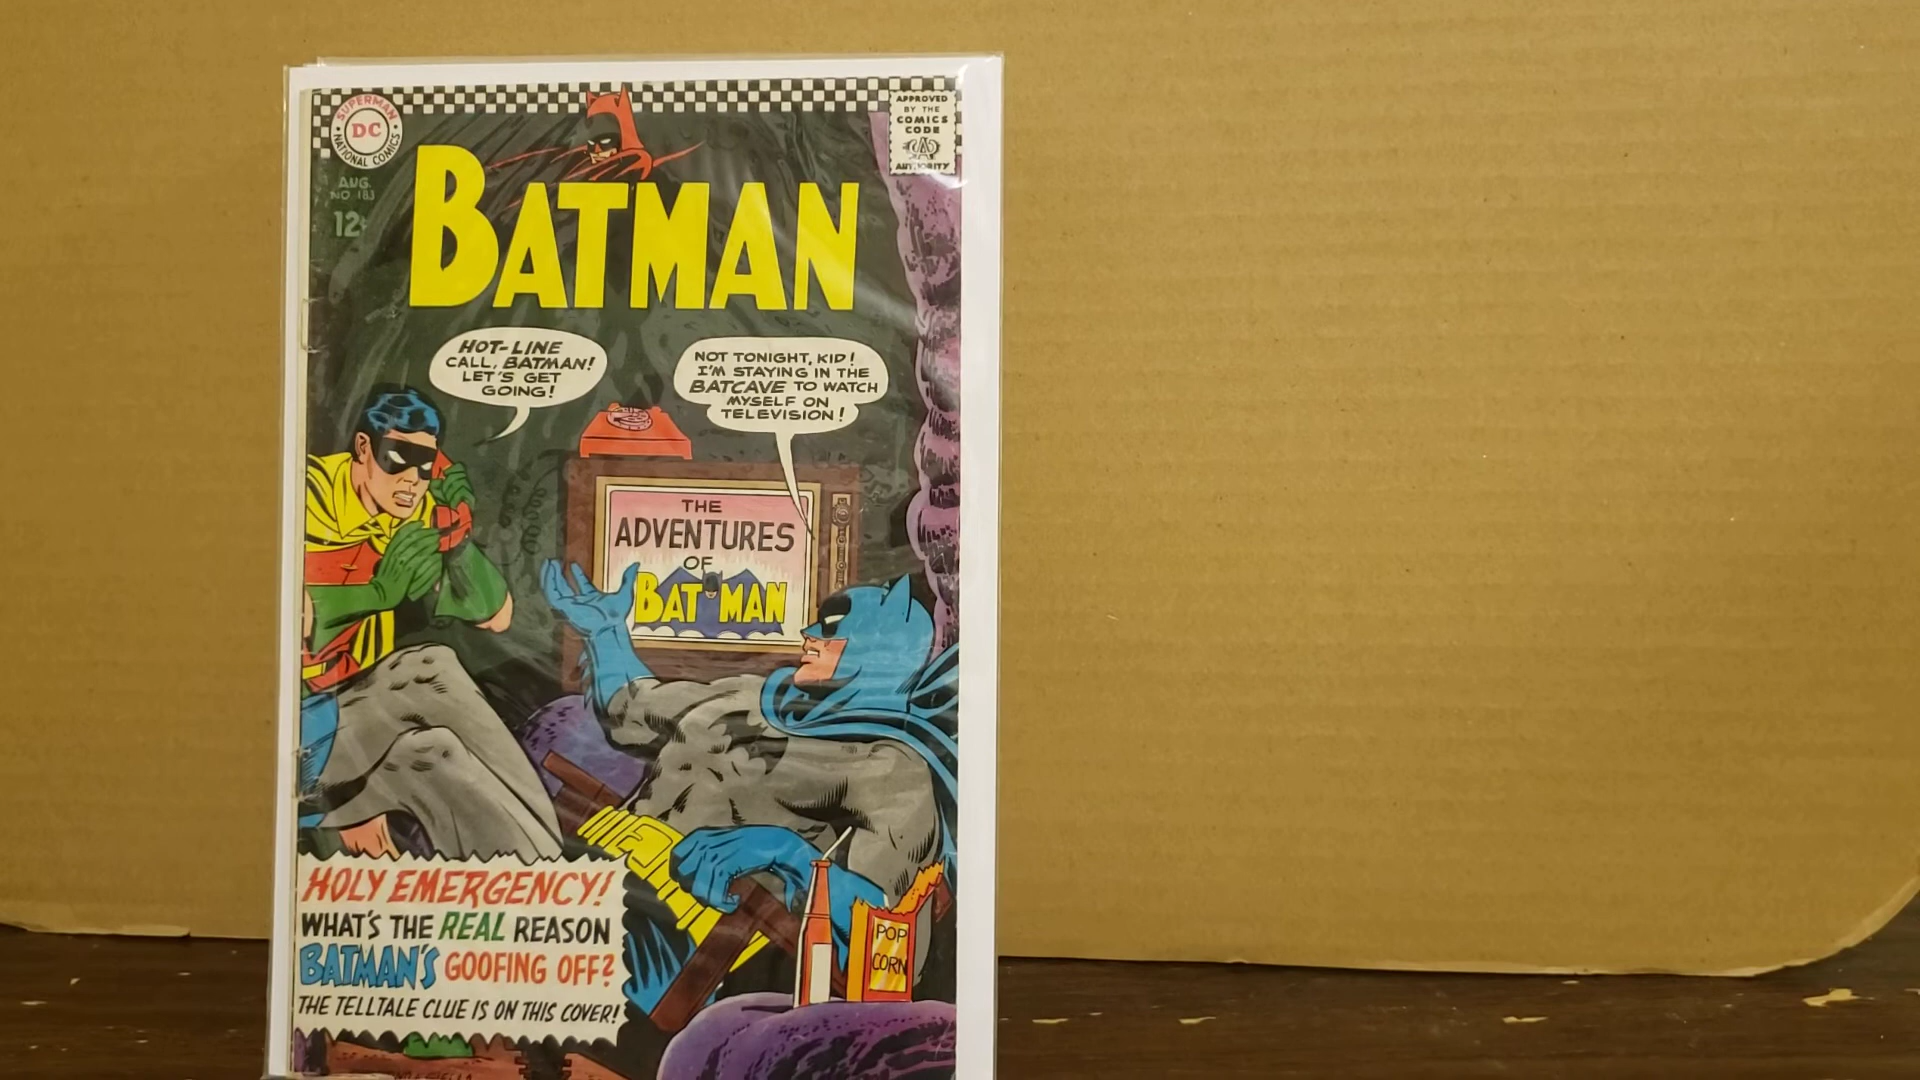 SUPERMAN
DC
NATIONAL COMICS
APPROVED
BY THE
COMICS
CODE
AUTHORITY
AUG.
NO. 183
12¢
BATMAN
HOT-LINE
CALL, BATMAN!
LET'S GET
GOING!
NOT TONIGHT, KID!
I'M STAYING IN THE
BATCAVE TO WATCH
MYSELF ON
TELEVISION!
THE
ADVENTURES
OF
BATMAN
HOLY EMERGENCY!
WHAT'S THE REAL REASON
BATMAN'S GOOFING OFF?
THE TELLTALE CLUE IS ON THIS COVER!
POP
CORN